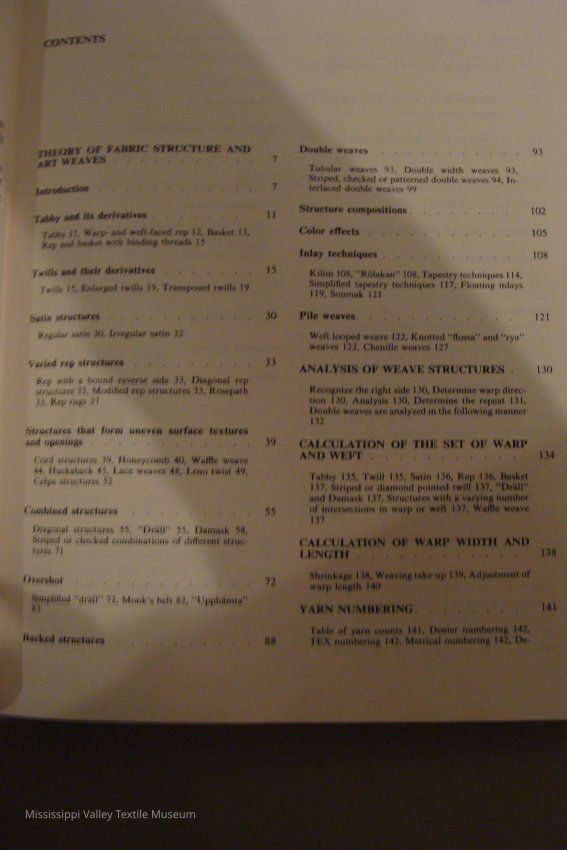 CONTENTS
THEORY OF FABRIC STRUCTURE AND
ART WEAVES . . . . . . . . . . . 7
Introduction . . . . . . . . . . . . 7
Tabby and its derivatives . . . . . . . 11
Tabby 11, Warp- and weft-faced rep 12, Basket 13,
Rep and basket with binding threads 15
Twills and their derivatives . . . . . . . 15
Twills 15, Enlarged twills 19, Transposed twills 19
Satin structures . . . . . . . . . . . 30
Regular satin 30, Irregular satin 32
Varied rep structures . . . . . . . . . 33
Rep with a bound reverse side 33, Diagonal rep
structures 33, Modified rep structures 33, Rosepath
35, Rep rugs 37
Structures that form uneven surface textures
and openings . . . . . . . . . . . . 39
Cord structures 39, Honeycomb 40, Waffle weave
44, Huckaback 45, Lace weaves 48, Leno twist 49,
Crêpe structures 52
Combined structures . . . . . . . . . 55
Diagonal structures 55, "Dräll" 55, Damask 58,
Striped or checked combinations of different struc-
tures 71
Overshot . . . . . . . . . . . . . 72
Simplified "dräll" 72, Monk's belt 82, "Upphämta"
83
Backed structures . . . . . . . . . . 88
Double weaves . . . . . . . . . . . 93
Tubular weaves 93, Double width weaves 93,
Striped, checked or patterned double weaves 94, In-
terlaced double weaves 99
Structure compositions . . . . . . . . 102
Color effects . . . . . . . . . . . . 105
Inlay techniques . . . . . . . . . . . 108
Kilim 108, "Rölakan" 108, Tapestry techniques 114,
Simplified tapestry techniques 117, Floating inlays
119, Soumak 121
Pile weaves . . . . . . . . . . . . 121
Weft looped weave 122, Knotted "flossa" and "rya"
weaves 122, Chenille weaves 127
ANALYSIS OF WEAVE STRUCTURES . 130
Recognize the right side 130, Determine warp direc-
tion 130, Analysis 130, Determine the repeat 131,
Double weaves are analyzed in the following manner
132
CALCULATION OF THE SET OF WARP
AND WEFT . . . . . . . . . . . 134
Tabby 135, Twill 135, Satin 136, Rep 136, Basket
137, Striped or diamond pointed twill 137, "Dräll"
and Damask 137, Structures with a varying number
of intersections in warp or weft 137, Waffle weave
137
CALCULATION OF WARP WIDTH AND
LENGTH . . . . . . . . . . . . 138
Shrinkage 138, Weaving take-up 139, Adjustment of
warp length 140
YARN NUMBERING . . . . . . . . 141
Table of yarn counts 141, Denier numbering 142,
TEX numbering 142, Metrical numbering 142, De-
Mississippi Valley Textile Museum